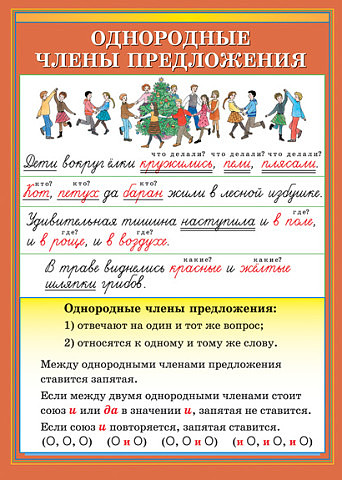 ОДНОРОДНЫЕ
ЧЛЕНЫ ПРЕДЛОЖЕНИЯ
что делали? что делали? что делали?
Дети вокруг ёлки кружились, пели, плясали.
кто? кто? кто?
Кот, петух да баран жили в лесной избушке.
Удивительная тишина наступила и в поле,
где?
и в роще, и в воздухе.
где? где?
какие? какие?
В траве виднелись красные и жёлтые
шляпки грибов.
Однородные члены предложения:
1) отвечают на один и тот же вопрос;
2) относятся к одному и тому же слову.
Между однородными членами предложения
ставится запятая.
Если между двумя однородными членами стоит
союз и или да в значении и, запятая не ставится.
Если союз и повторяется, запятая ставится.
(О, О, О) (О и О) (О, О и О) (и О, и О, и О)